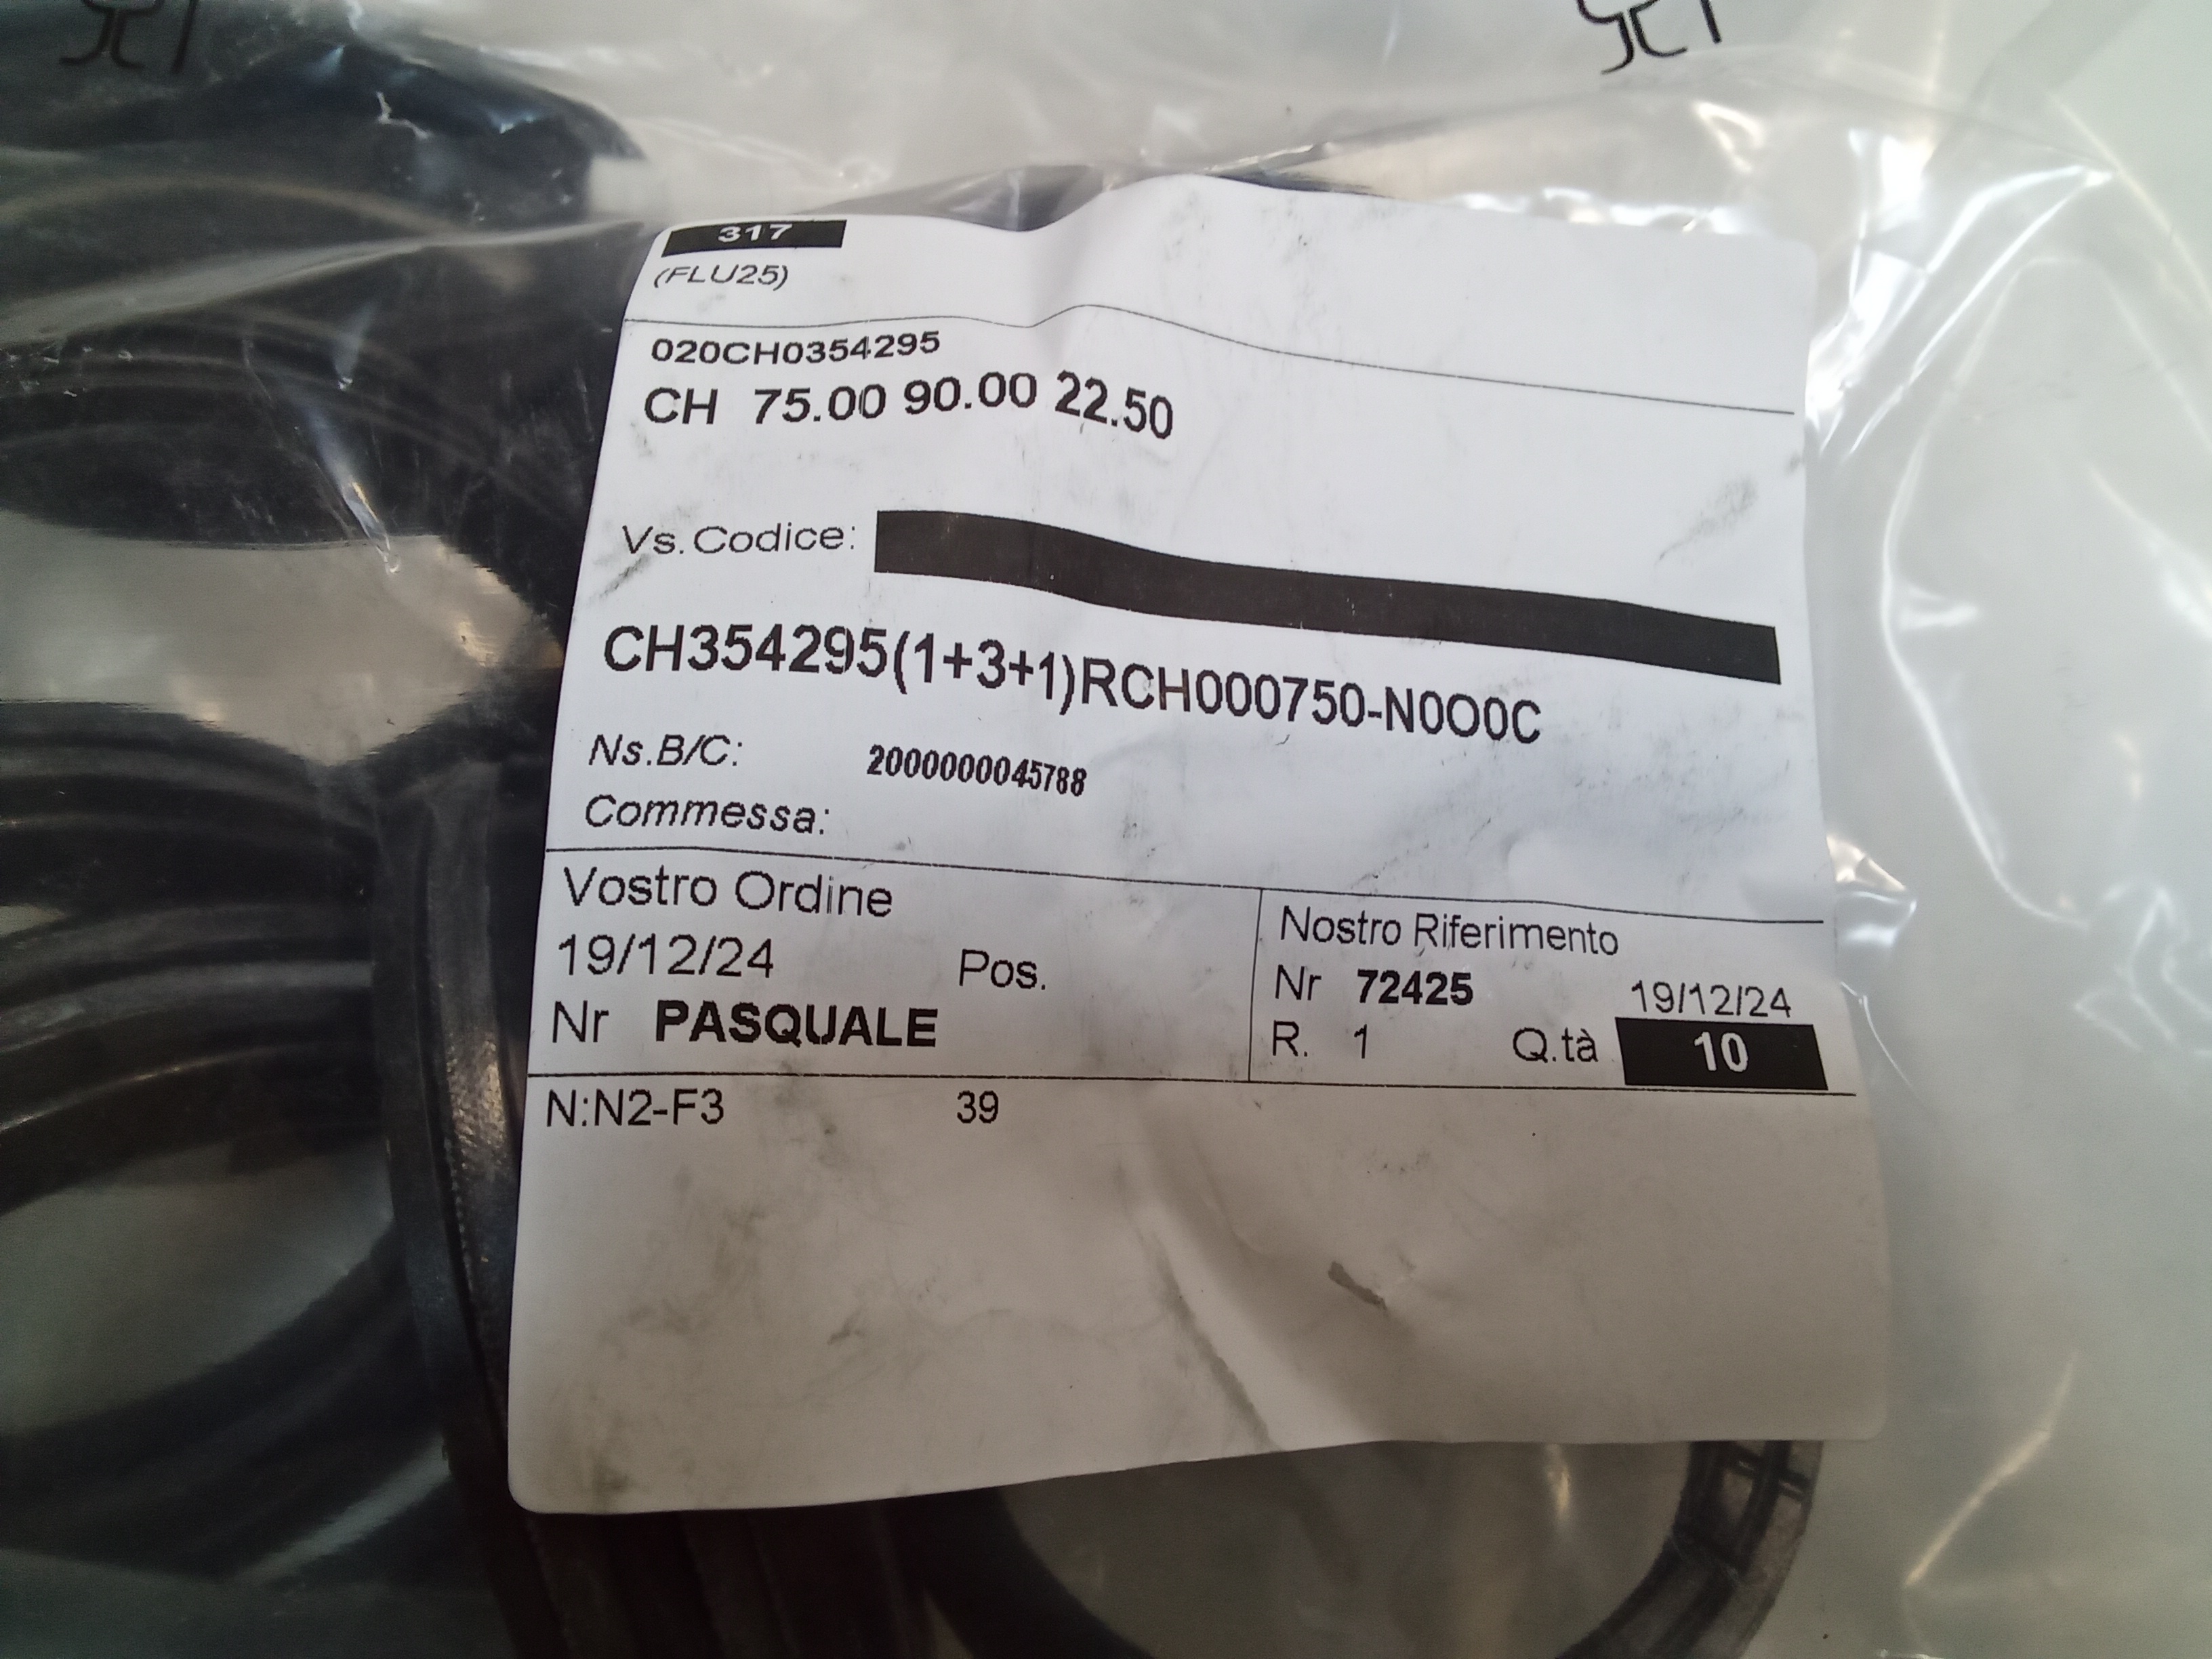 317
(FLU25)
020CH0354295
CH 75.00 90.00 22.50
Vs.Codice:
CH354295(1+3+1)RCH000750-N0O0C
Ns.B/C: 2000000045788
Commessa:
Vostro Ordine
19/12/24 Pos.
Nr PASQUALE
Nostro Riferimento
Nr 72425 19/12/24
R. 1 Q.tà 10
N:N2-F3 39